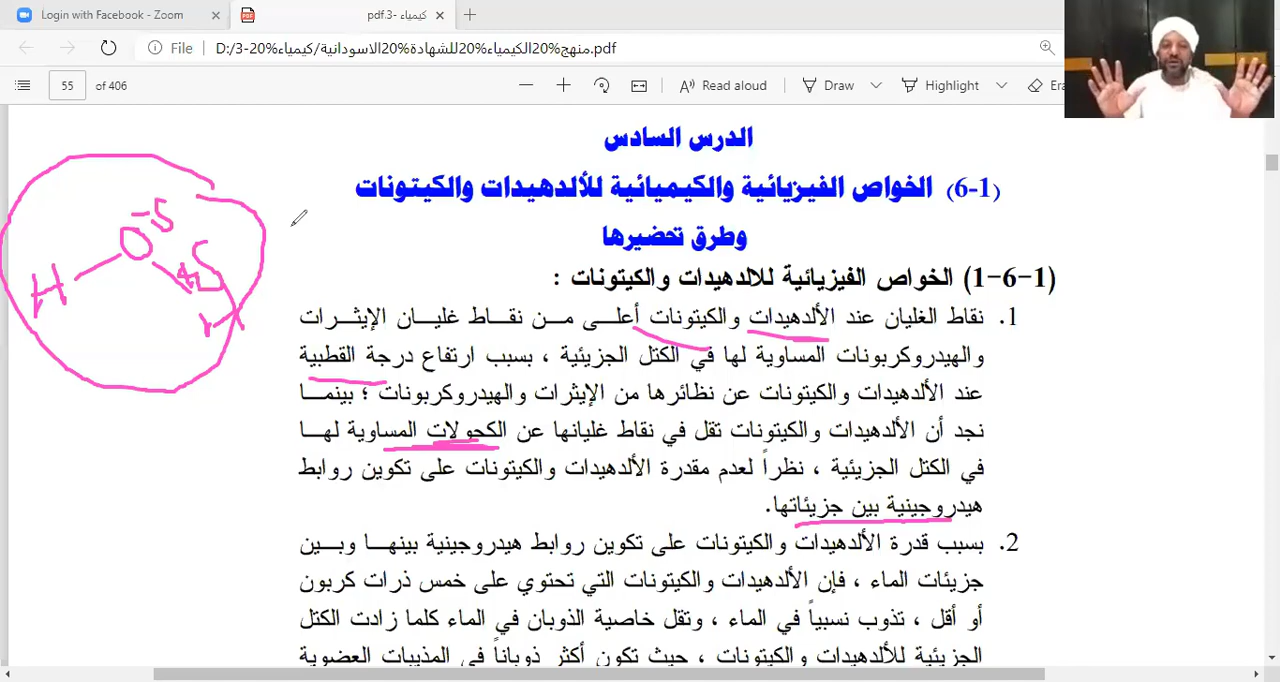 Login with Facebook - Zoom
كيمياء -3.pdf
File
D:/3-20%كيمياء/منهج%20الكيمياء%20للشهادة%20الاسودانية.pdf
55 of 406
Read aloud
Draw
Highlight
Era
الدرس السادس
(6-1) الخواص الفيزيائية والكيميائية للألدهيدات والكيتونات
وطرق تحضيرها
(1-6-1) الخواص الفيزيائية للالدهيدات والكيتونات :
1. نقاط الغليان عند الألدهيدات والكيتونات أعلى من نقاط غليان الإيثرات
والهيدروكربونات المساوية لها في الكتل الجزيئية ، بسبب ارتفاع درجة القطبية
عند الألدهيدات والكيتونات عن نظائرها من الإيثرات والهيدروكربونات ؛ بينما
نجد أن الألدهيدات والكيتونات تقل في نقاط غليانها عن الكحولات المساوية لها
في الكتل الجزيئية ، نظراً لعدم مقدرة الألدهيدات والكيتونات على تكوين روابط
هيدروجينية بين جزيئاتها.
2. بسبب قدرة الألدهيدات والكيتونات على تكوين روابط هيدروجينية بينها وبين
جزيئات الماء ، فإن الألدهيدات والكيتونات التي تحتوي على خمس ذرات كربون
أو أقل ، تذوب نسبياً في الماء ، وتقل خاصية الذوبان في الماء كلما زادت الكتل
الجزيئية للألدهيدات والكيتونات ، حيث تكون أكثر ذوباناً في المذيبات العضوية
-δ
O
H
+δ